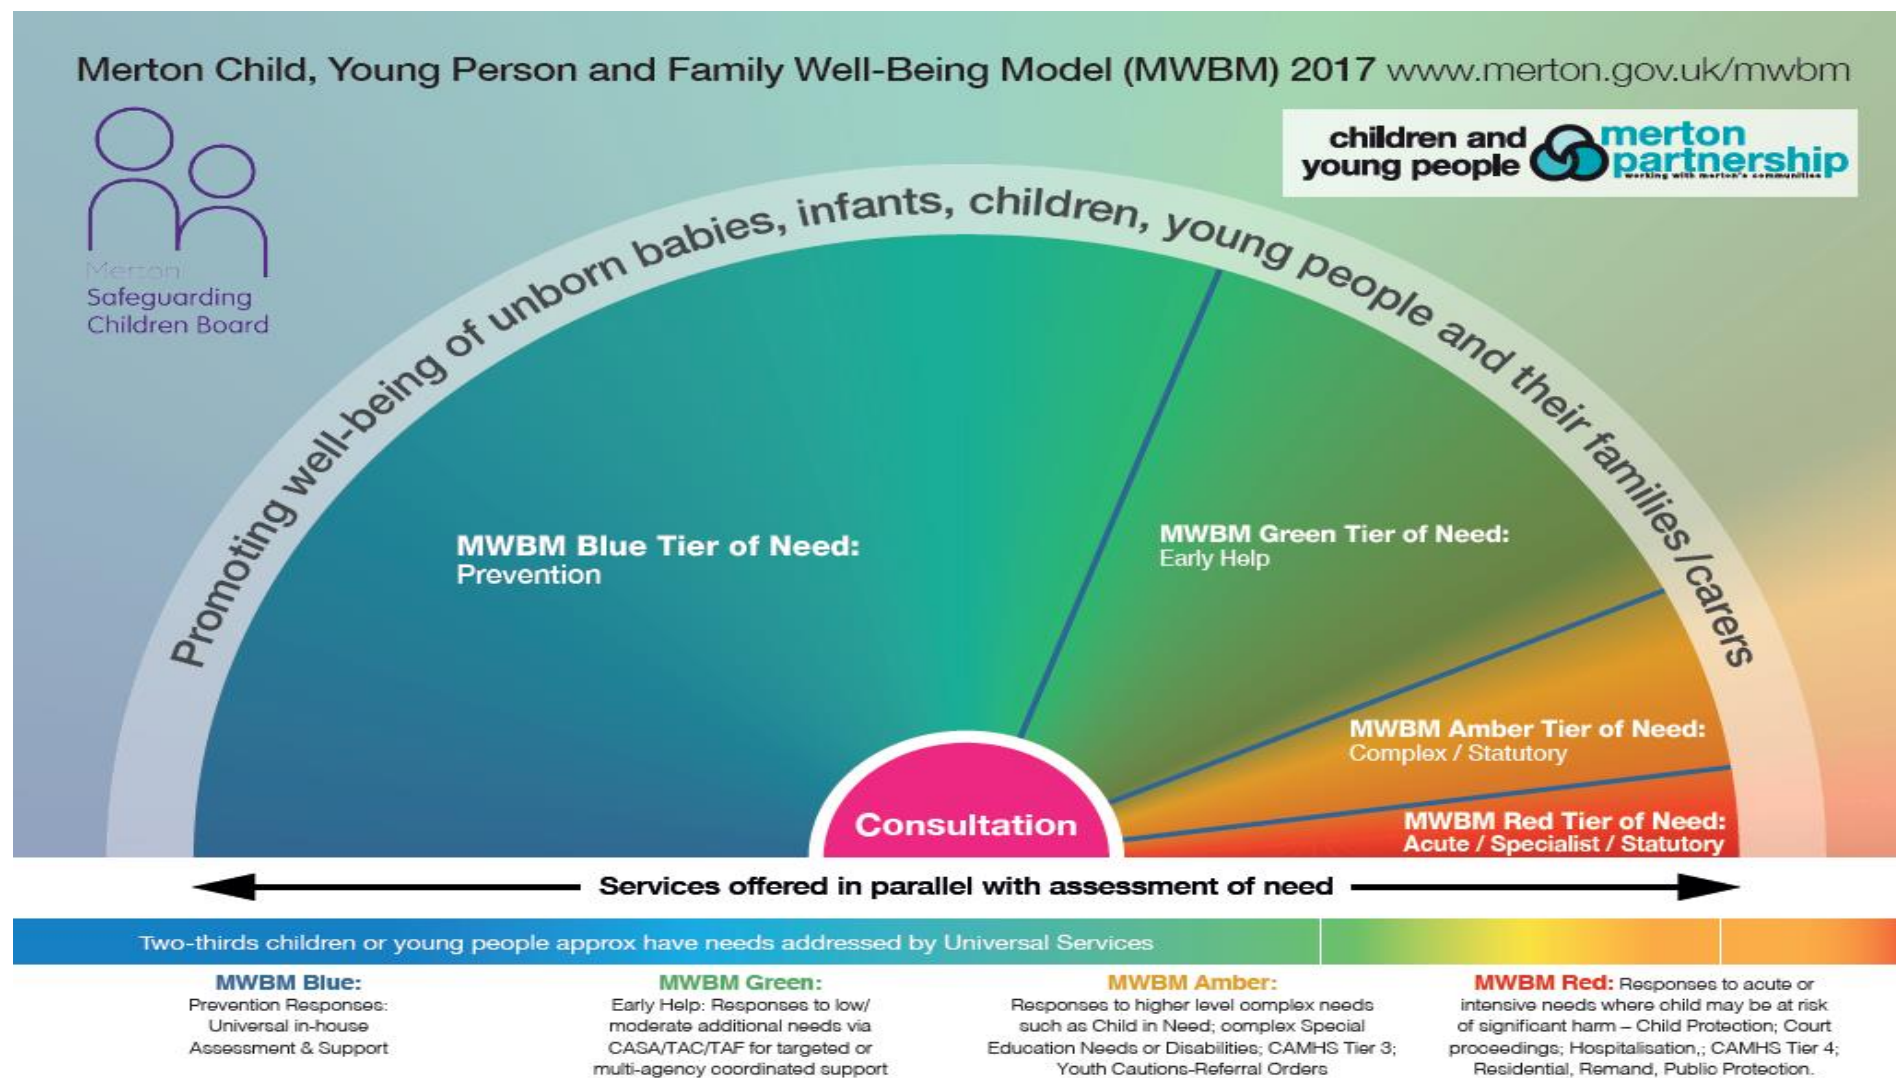 Merton Child, Young Person and Family Well-Being Model (MWBM) 2017 www.merton.gov.uk/mwbm
Merton
Safeguarding
Children Board
children and
young people
merton
partnership
working with merton's communities
Promoting well-being of unborn babies, infants, children, young people and their families/carers
MWBM Blue Tier of Need:
Prevention
MWBM Green Tier of Need:
Early Help
MWBM Amber Tier of Need:
Complex / Statutory
MWBM Red Tier of Need:
Acute / Specialist / Statutory
Consultation
Services offered in parallel with assessment of need
Two-thirds children or young people approx have needs addressed by Universal Services
MWBM Blue:
Prevention Responses:
Universal in-house
Assessment & Support
MWBM Green:
Early Help: Responses to low/
moderate additional needs via
CASA/TAC/TAF for targeted or
multi-agency coordinated support
MWBM Amber:
Responses to higher level complex needs
such as Child in Need; complex Special
Education Needs or Disabilities; CAMHS Tier 3;
Youth Cautions-Referral Orders
MWBM Red: Responses to acute or
intensive needs where child may be at risk
of significant harm – Child Protection; Court
proceedings; Hospitalisation,; CAMHS Tier 4;
Residential, Remand, Public Protection.